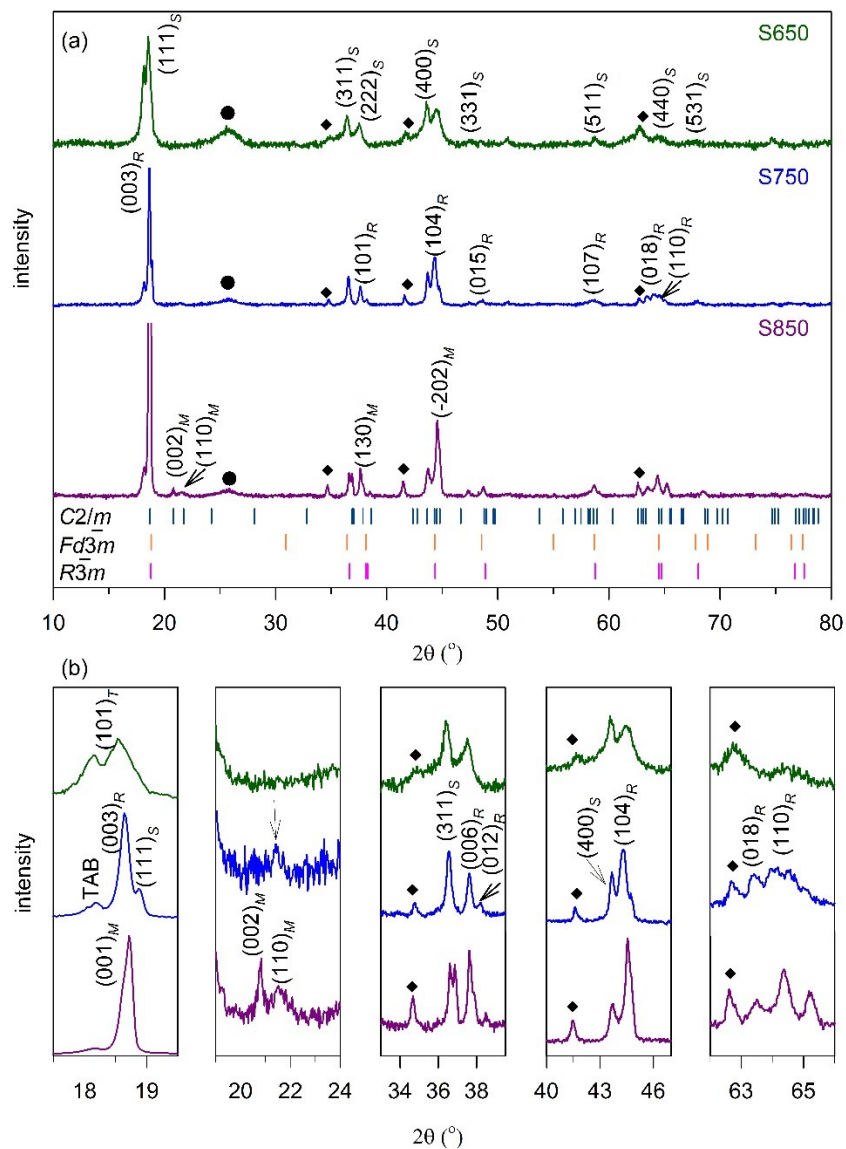 (a)
S650
(111)S
(311)S
(222)S
(400)S
(331)S
(511)S
(440)S
(531)S
S750
(003)R
(101)R
(104)R
(015)R
(107)R
(018)R
(110)R
S850
(002)M
(110)M
(130)M
(-202)M
intensity
C2/m
Fd3m
R3m
10 20 30 40 50 60 70 80
2θ (°)
(b)
(101)T
(003)R
(111)S
TAB
(001)M
(002)M
(110)M
(311)S
(006)R
(012)R
(400)S
(104)R
(018)R
(110)R
intensity
18 19 20 22 24 34 36 38 40 43 46 63 65
2θ (°)